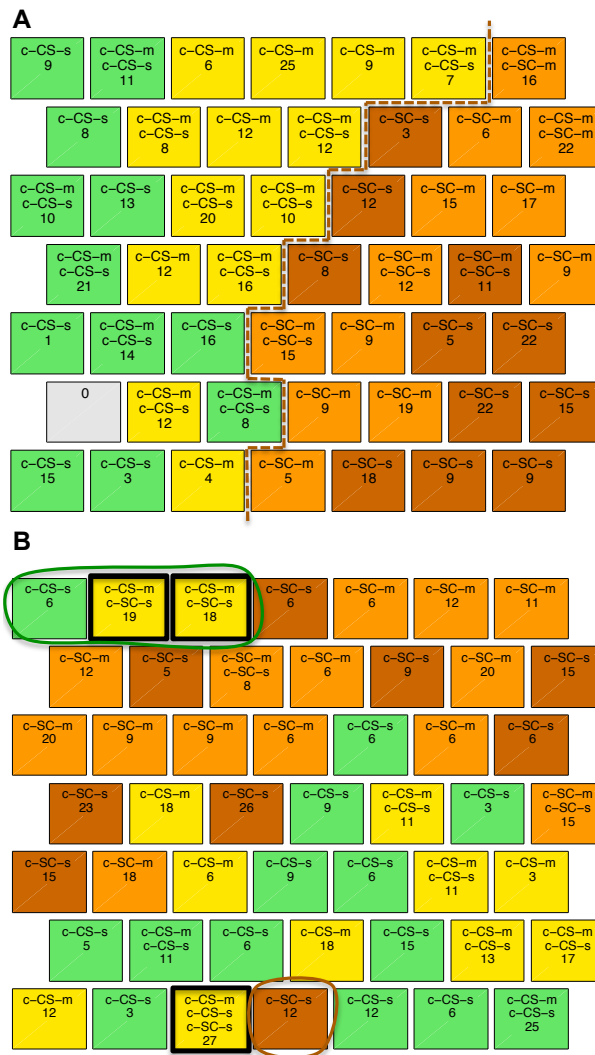 A
c–CS–s
9
c–CS–m
c–CS–s
11
c–CS–m
6
c–CS–m
25
c–CS–m
9
c–CS–m
c–CS–s
7
c–CS–m
c–SC–m
16
c–CS–s
8
c–CS–m
c–CS–s
8
c–CS–m
12
c–CS–m
c–CS–s
12
c–SC–s
3
c–SC–m
6
c–CS–m
c–SC–m
22
c–CS–m
c–CS–s
10
c–CS–s
13
c–CS–m
c–CS–s
20
c–CS–m
c–CS–s
10
c–SC–s
12
c–SC–m
15
c–SC–m
17
c–CS–m
c–CS–s
21
c–CS–m
12
c–CS–m
c–CS–s
16
c–SC–s
8
c–SC–m
c–SC–s
12
c–SC–m
c–SC–s
11
c–SC–m
9
c–CS–s
1
c–CS–m
c–CS–s
14
c–CS–s
16
c–SC–m
c–SC–s
15
c–SC–m
9
c–SC–s
5
c–SC–s
22
0
c–CS–m
c–CS–s
12
c–CS–m
c–CS–s
8
c–SC–m
9
c–SC–m
19
c–SC–s
22
c–SC–s
15
c–CS–s
15
c–CS–s
3
c–CS–m
4
c–SC–m
5
c–SC–s
18
c–SC–s
9
c–SC–s
9
B
c–CS–s
6
c–CS–m
c–SC–s
19
c–CS–m
c–SC–s
18
c–SC–s
6
c–SC–m
6
c–SC–m
12
c–SC–m
11
c–SC–m
12
c–SC–s
5
c–SC–m
c–SC–s
8
c–SC–m
6
c–SC–s
9
c–SC–m
20
c–SC–s
15
c–SC–m
20
c–SC–m
9
c–SC–m
9
c–SC–m
6
c–CS–s
6
c–SC–m
6
c–SC–s
6
c–SC–s
23
c–CS–m
18
c–SC–s
26
c–CS–s
9
c–CS–m
c–CS–s
11
c–CS–s
3
c–SC–m
c–SC–s
15
c–SC–s
15
c–SC–m
18
c–CS–m
6
c–CS–s
9
c–CS–s
6
c–CS–m
c–CS–s
11
c–CS–m
3
c–CS–s
5
c–CS–m
c–CS–s
11
c–CS–s
6
c–CS–m
18
c–CS–s
15
c–CS–m
c–CS–s
13
c–CS–m
c–CS–s
17
c–CS–m
12
c–CS–s
3
c–CS–m
c–CS–s
c–SC–s
27
c–SC–s
12
c–CS–s
12
c–CS–s
6
c–CS–m
c–CS–s
25